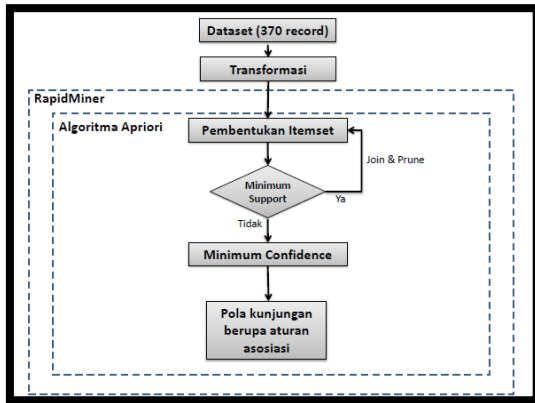 Dataset (370 record)
Transformasi
RapidMiner
Algoritma Apriori
Pembentukan Itemset
Join & Prune
Minimum
Support
Ya
Tidak
Minimum Confidence
Pola kunjungan
berupa aturan
asosiasi